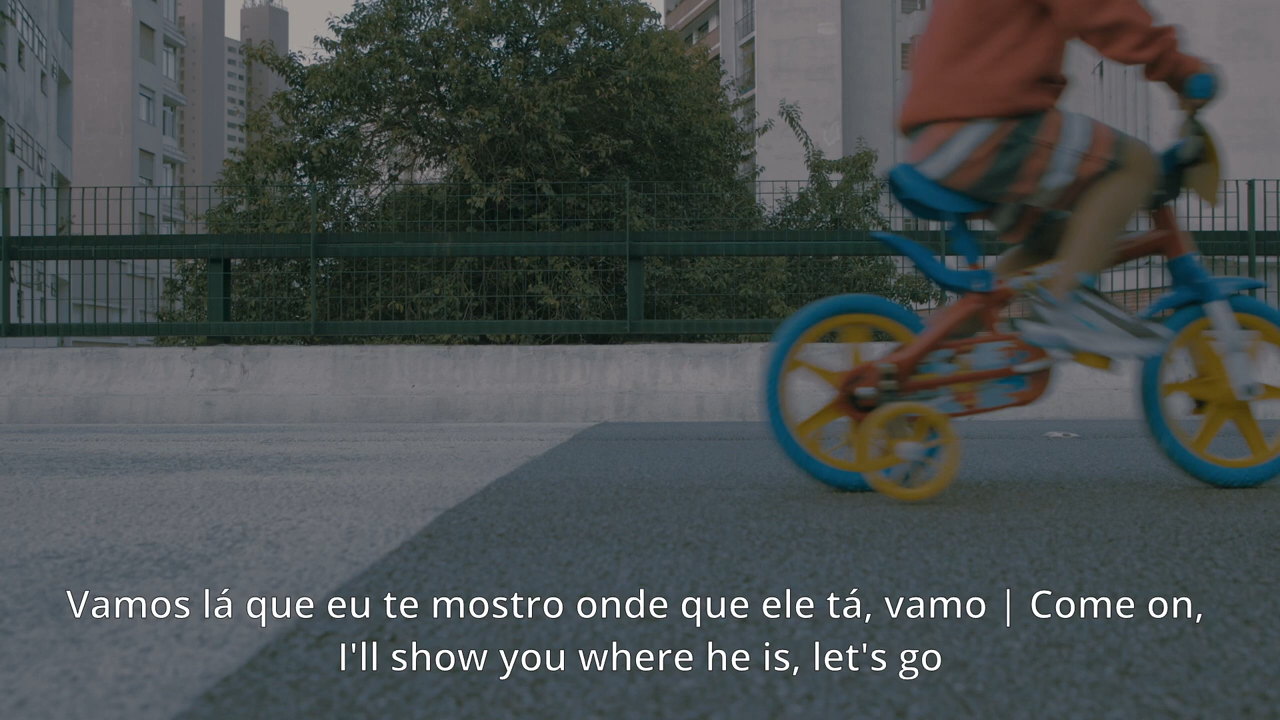 Vamos lá que eu te mostro onde que ele tá, vamo | Come on,
I'll show you where he is, let's go